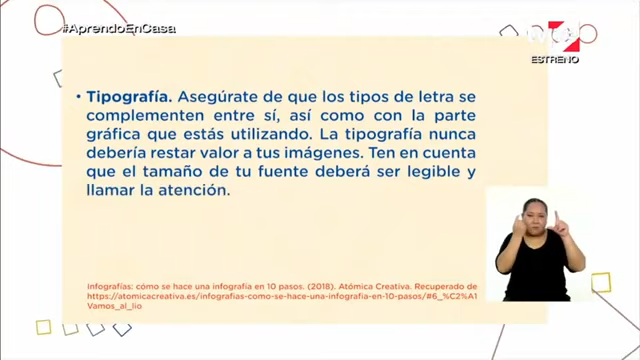 #AprendoEnCasa
ESTRENO
• Tipografía. Asegúrate de que los tipos de letra se
complementen entre sí, así como con la parte
gráfica que estás utilizando. La tipografía nunca
debería restar valor a tus imágenes. Ten en cuenta
que el tamaño de tu fuente deberá ser legible y
llamar la atención.
Infografías: cómo se hace una infografía en 10 pasos. (2018). Atómica Creativa. Recuperado de
https://atomicacreativa.es/infografias-como-se-hace-una-infografia-en-10-pasos/#6_%C2%A1
Vamos_al_lio